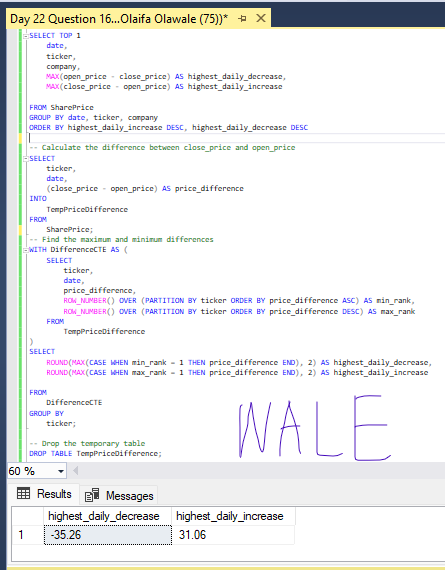 Day 22 Question 16...Olaifa Olawale (75))*
SELECT TOP 1
date,
ticker,
company,
MAX(open_price - close_price) AS highest_daily_decrease,
MAX(close_price - open_price) AS highest_daily_increase
FROM SharePrice
GROUP BY date, ticker, company
ORDER BY highest_daily_increase DESC, highest_daily_decrease DESC
-- Calculate the difference between close_price and open_price
SELECT
ticker,
date,
(close_price - open_price) AS price_difference
INTO
TempPriceDifference
FROM
SharePrice;
-- Find the maximum and minimum differences
WITH DifferenceCTE AS (
SELECT
ticker,
date,
price_difference,
ROW_NUMBER() OVER (PARTITION BY ticker ORDER BY price_difference ASC) AS min_rank,
ROW_NUMBER() OVER (PARTITION BY ticker ORDER BY price_difference DESC) AS max_rank
FROM
TempPriceDifference
)
SELECT
ROUND(MAX(CASE WHEN min_rank = 1 THEN price_difference END), 2) AS highest_daily_decrease,
ROUND(MAX(CASE WHEN max_rank = 1 THEN price_difference END), 2) AS highest_daily_increase
FROM
DifferenceCTE
GROUP BY
ticker;
-- Drop the temporary table
DROP TABLE TempPriceDifference;
WALE
60 %
Results Messages
highest_daily_decrease highest_daily_increase
1 -35.26 31.06